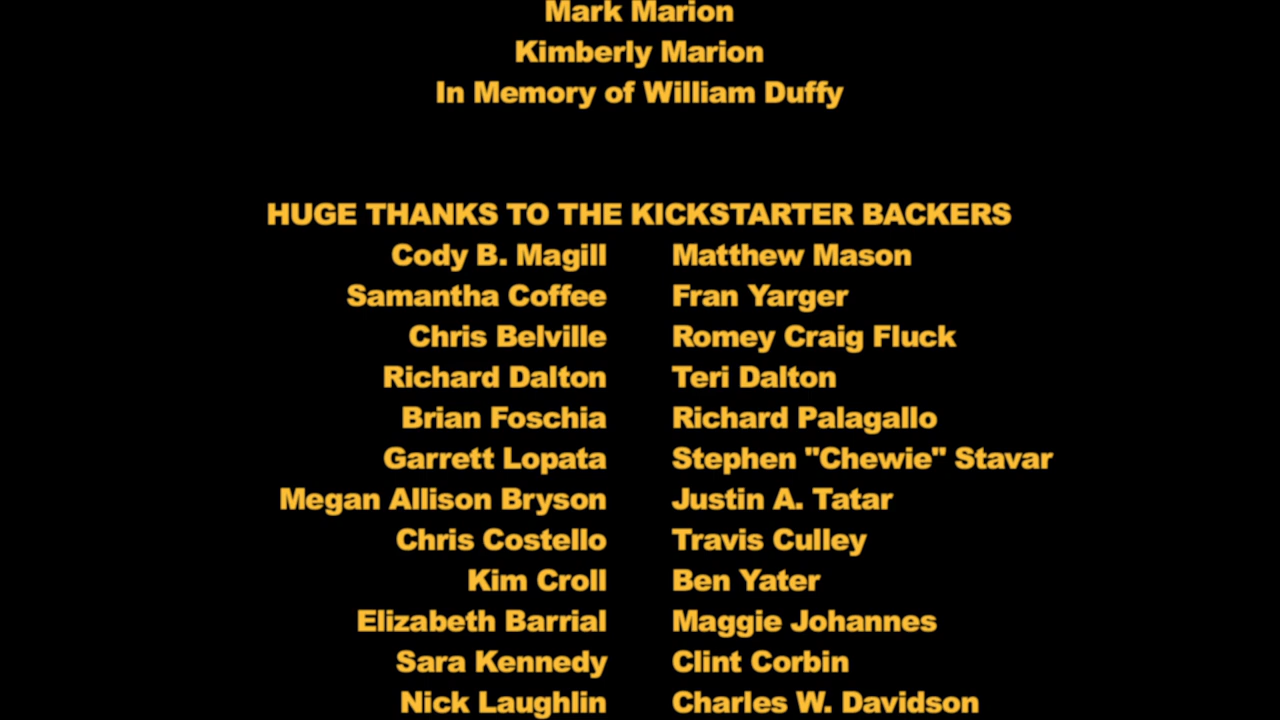 Mark Marion
Kimberly Marion
In Memory of William Duffy
HUGE THANKS TO THE KICKSTARTER BACKERS
Cody B. Magill Matthew Mason
Samantha Coffee Fran Yarger
Chris Belville Romey Craig Fluck
Richard Dalton Teri Dalton
Brian Foschia Richard Palagallo
Garrett Lopata Stephen "Chewie" Stavar
Megan Allison Bryson Justin A. Tatar
Chris Costello Travis Culley
Kim Croll Ben Yater
Elizabeth Barrial Maggie Johannes
Sara Kennedy Clint Corbin
Nick Laughlin Charles W. Davidson